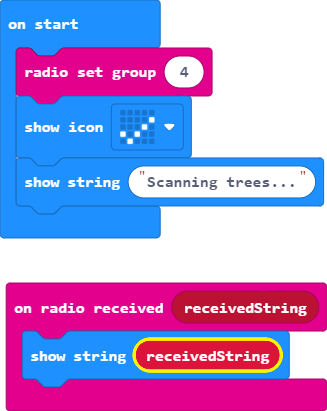 on start
radio set group 4
show icon
show string "Scanning trees..."
on radio received receivedString
show string receivedString